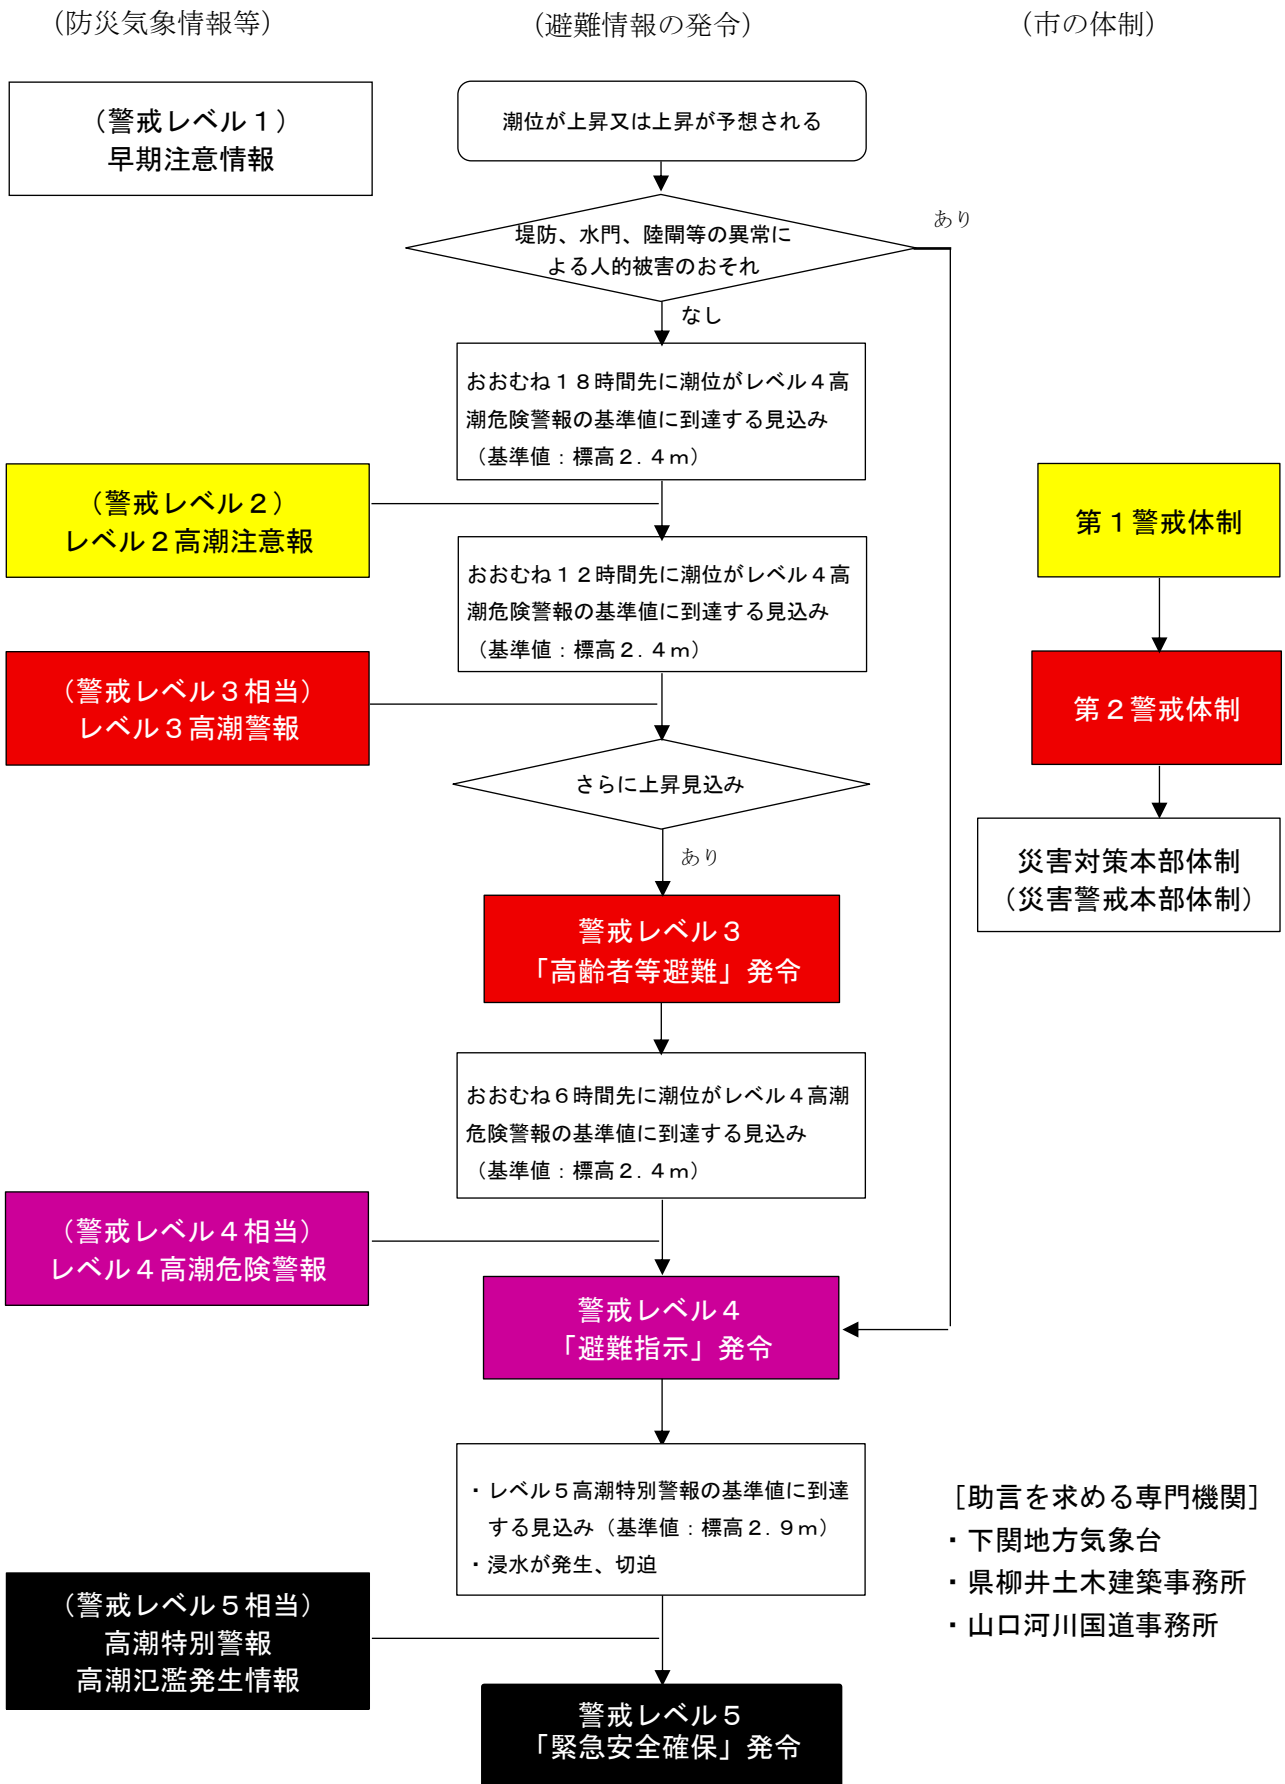 （防災気象情報等）
（避難情報の発令）
（市の体制）
（警戒レベル１）
早期注意情報
潮位が上昇又は上昇が予想される
堤防、水門、陸閘等の異常に
よる人的被害のおそれ
あり
なし
おおむね１８時間先に潮位がレベル４高
潮危険警報の基準値に到達する見込み
（基準値：標高２.４ｍ）
（警戒レベル２）
レベル２高潮注意報
第１警戒体制
おおむね１２時間先に潮位がレベル４高
潮危険警報の基準値に到達する見込み
（基準値：標高２.４ｍ）
（警戒レベル３相当）
レベル３高潮警報
第２警戒体制
さらに上昇見込み
あり
災害対策本部体制
（災害警戒本部体制）
警戒レベル３
「高齢者等避難」発令
おおむね６時間先に潮位がレベル４高潮
危険警報の基準値に到達する見込み
（基準値：標高２.４ｍ）
（警戒レベル４相当）
レベル４高潮危険警報
警戒レベル４
「避難指示」発令
・レベル５高潮特別警報の基準値に到達
する見込み（基準値：標高２.９ｍ）
・浸水が発生、切迫
［助言を求める専門機関］
・下関地方気象台
・県柳井土木建築事務所
・山口河川国道事務所
（警戒レベル５相当）
高潮特別警報
高潮氾濫発生情報
警戒レベル５
「緊急安全確保」発令